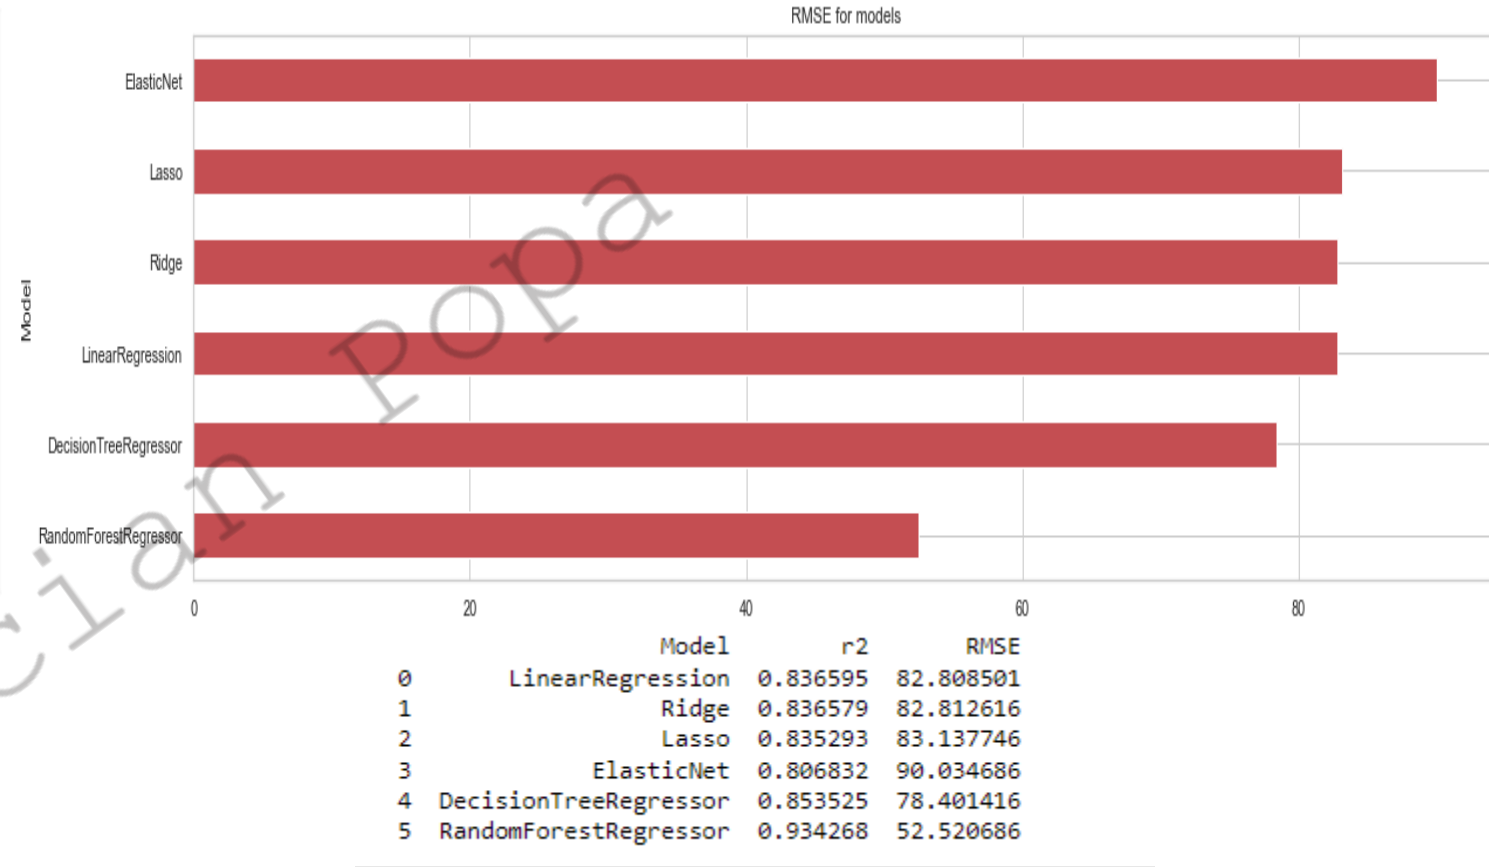 RMSE for models
ElasticNet
Lasso
Ridge
LinearRegression
DecisionTreeRegressor
RandomForestRegressor
Model
0 20 40 60 80
Model r2 RMSE
0 LinearRegression 0.836595 82.808501
1 Ridge 0.836579 82.812616
2 Lasso 0.835293 83.137746
3 ElasticNet 0.806832 90.034686
4 DecisionTreeRegressor 0.853525 78.401416
5 RandomForestRegressor 0.934268 52.520686
cian Popa